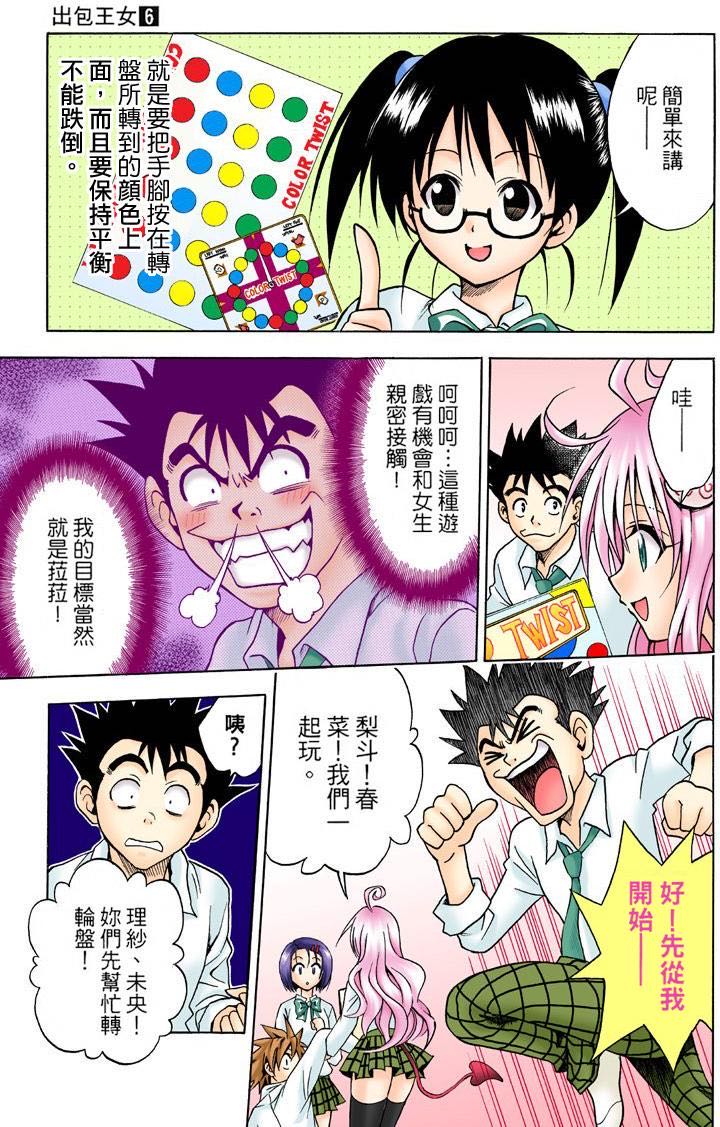 出包王女6
簡單來講
呢——
就是要把手腳按在轉
盤所轉到的顏色上
面，而且要保持平衡
不能跌倒。
COLOR TWIST
COLOR TWIST
哇——
TWIST
呵呵呵…這種遊
戲有機會和女生
親密接觸！
我的目標當然
就是菈菈！
好！先從我
開始——
梨斗！春
菜！我們一
起玩。
咦？
理紗、未央！
妳們先幫忙轉
輪盤！